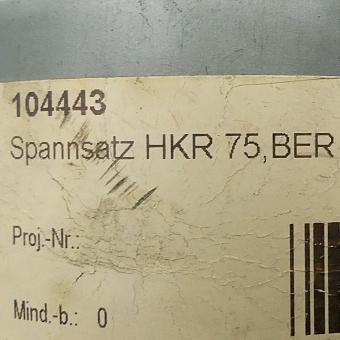 104443
Spannsatz HKR 75,BER
Proj.-Nr.:
Mind.-b.: 0